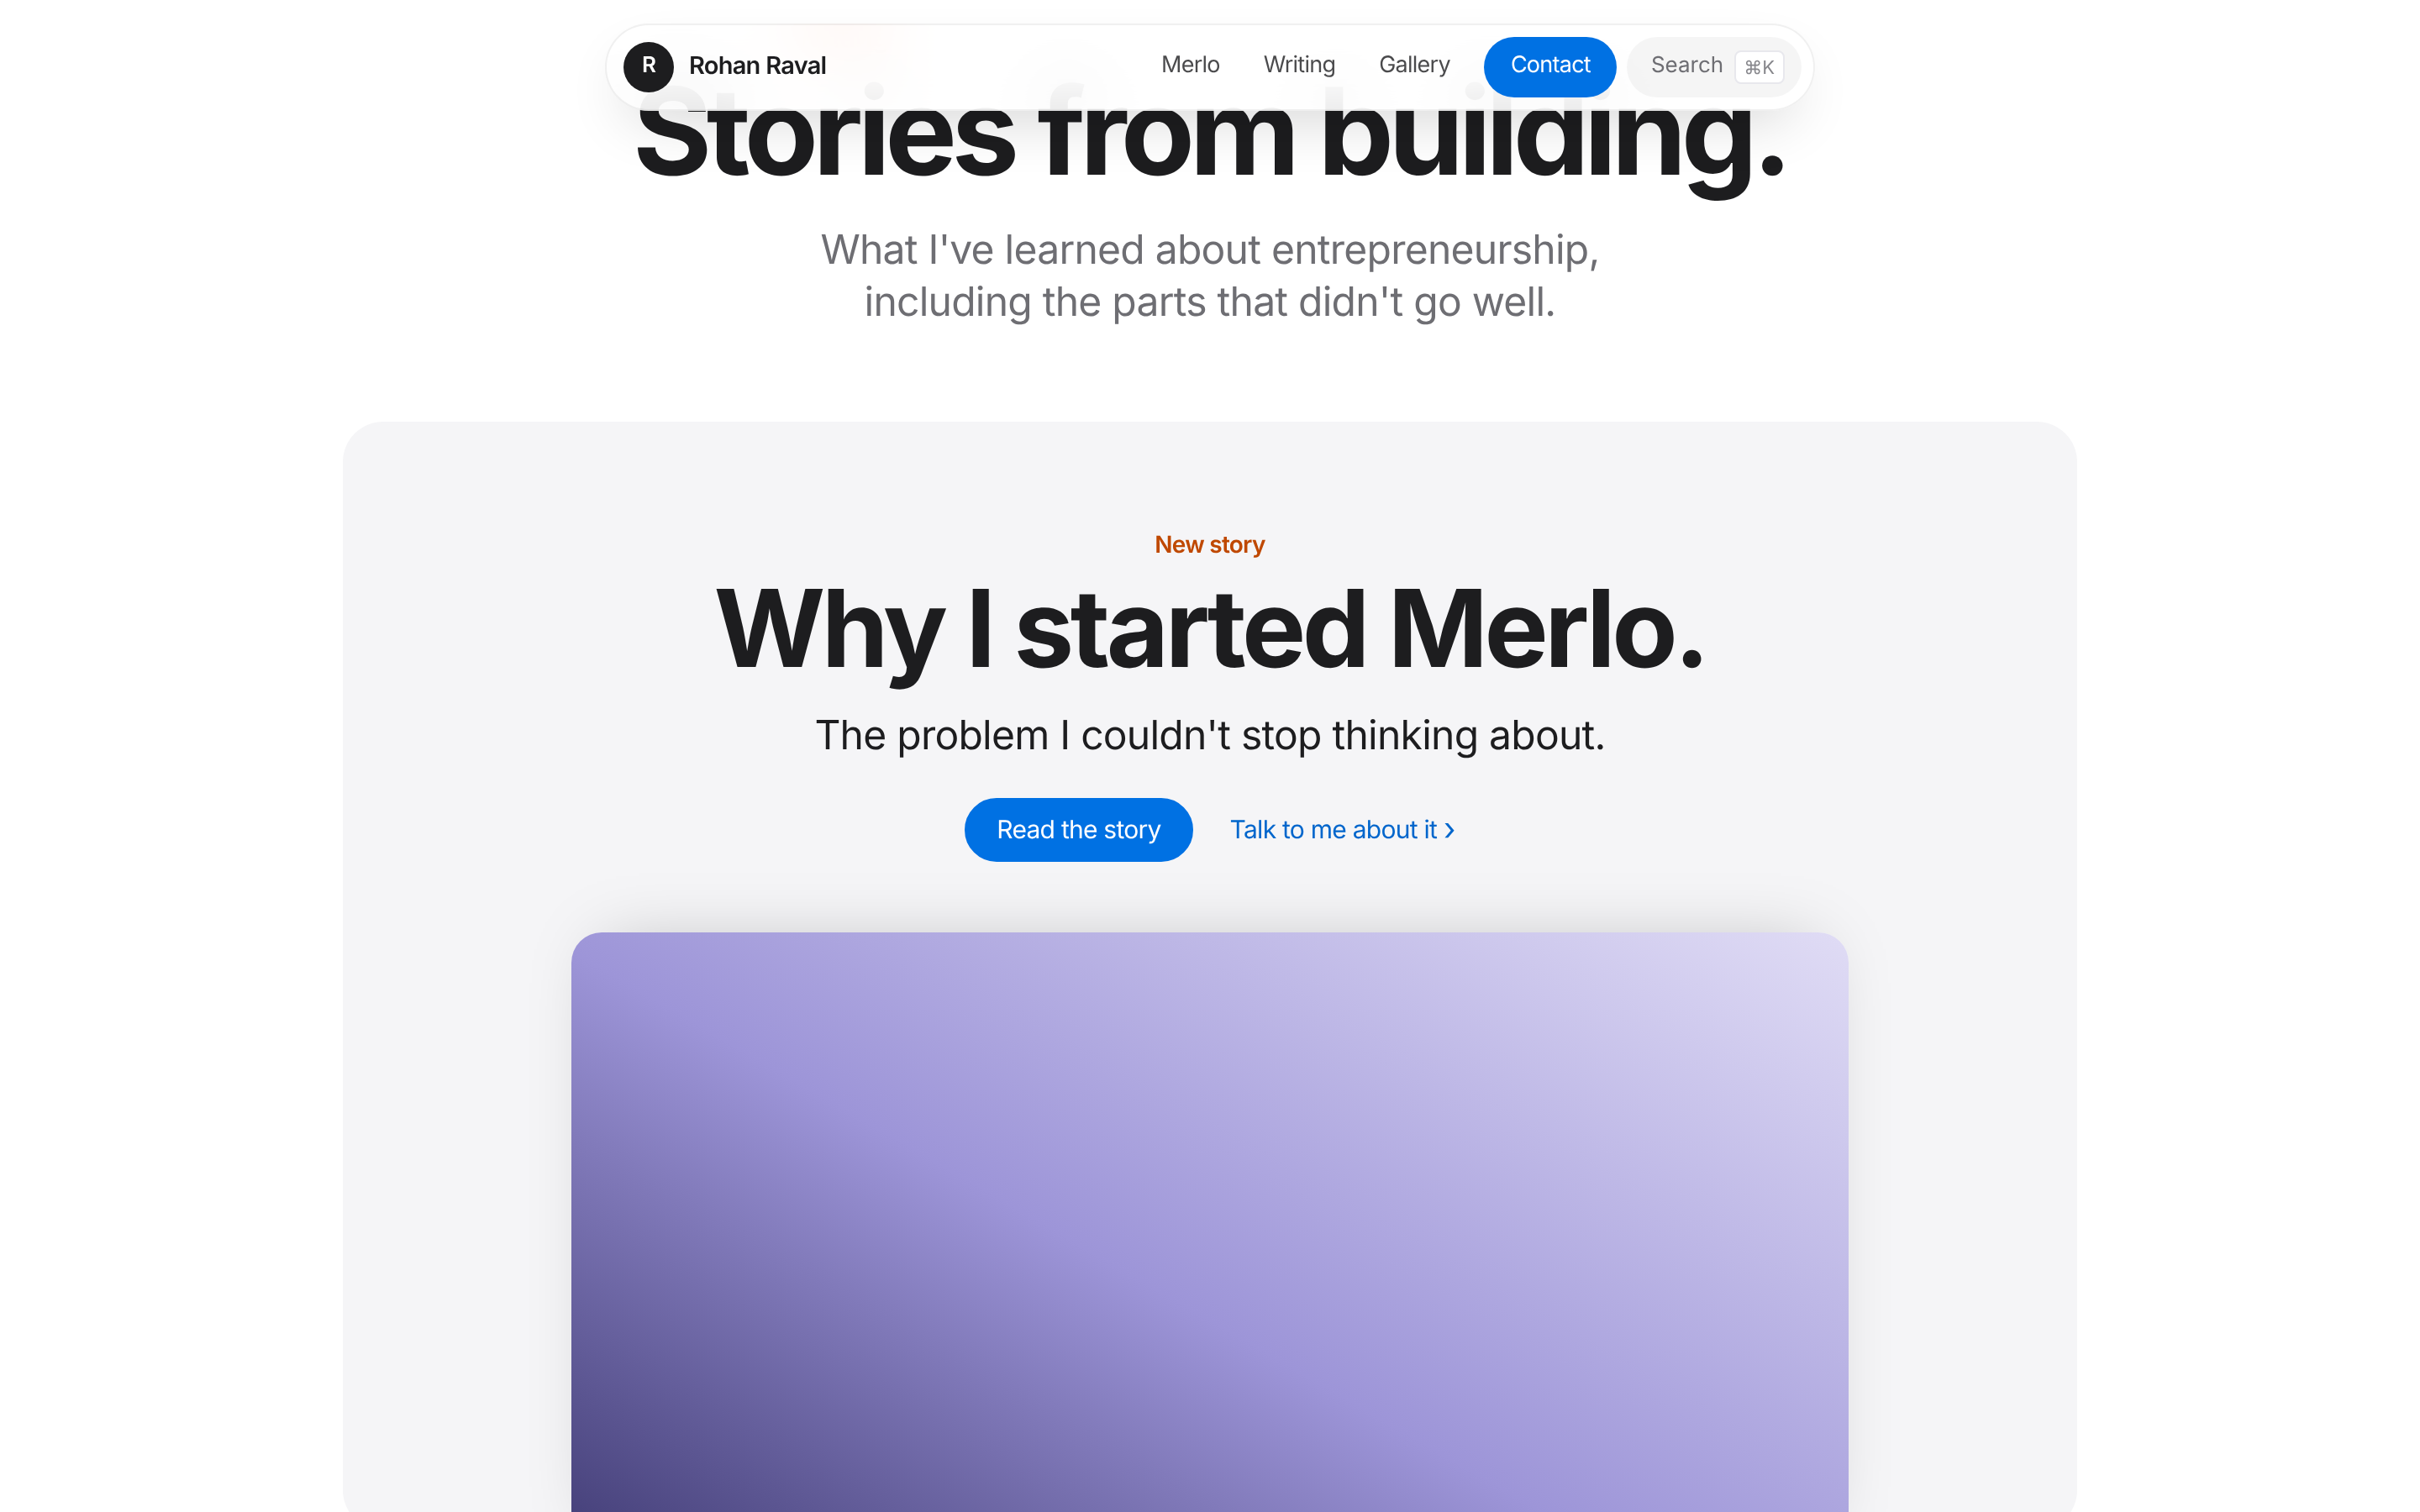 R
Rohan Raval
Merlo
Writing
Gallery
Contact
Search ⌘K
Stories from building.
What I've learned about entrepreneurship,
including the parts that didn't go well.
New story
Why I started Merlo.
The problem I couldn't stop thinking about.
Read the story
Talk to me about it ›